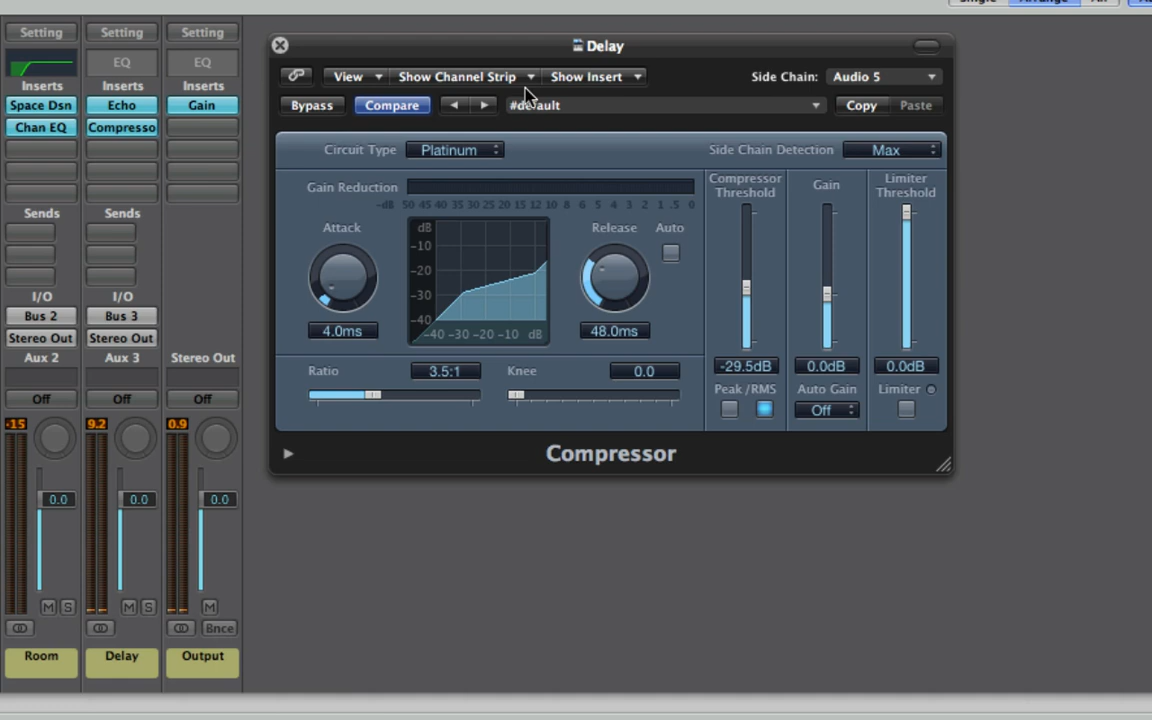 Single Arrange
Setting Setting Setting
EQ EQ
Inserts Inserts Inserts
Space Dsn Echo Gain
Chan EQ Compresso
Sends Sends
I/O I/O
Bus 2 Bus 3
Stereo Out Stereo Out
Aux 2 Aux 3 Stereo Out
Off Off Off
-15 9.2 0.9
0.0 0.0 0.0
M S M S M
Bnce
Room Delay Output
Delay
View Show Channel Strip Show Insert Side Chain: Audio 5
Bypass Compare #default Copy Paste
Circuit Type Platinum Side Chain Detection Max
Gain Reduction
-dB 50 45 40 35 30 25 20 15 12 10 8 6 5 4 3 2 1 .5 0
Attack
4.0ms
dB
-10
-20
-30
-40
-40 -30 -20 -10 dB
Release Auto
48.0ms
Ratio 3.5:1 Knee 0.0
Compressor
Threshold
-29.5dB
Peak /RMS
Gain
0.0dB
Auto Gain
Off
Limiter
Threshold
0.0dB
Limiter
Compressor